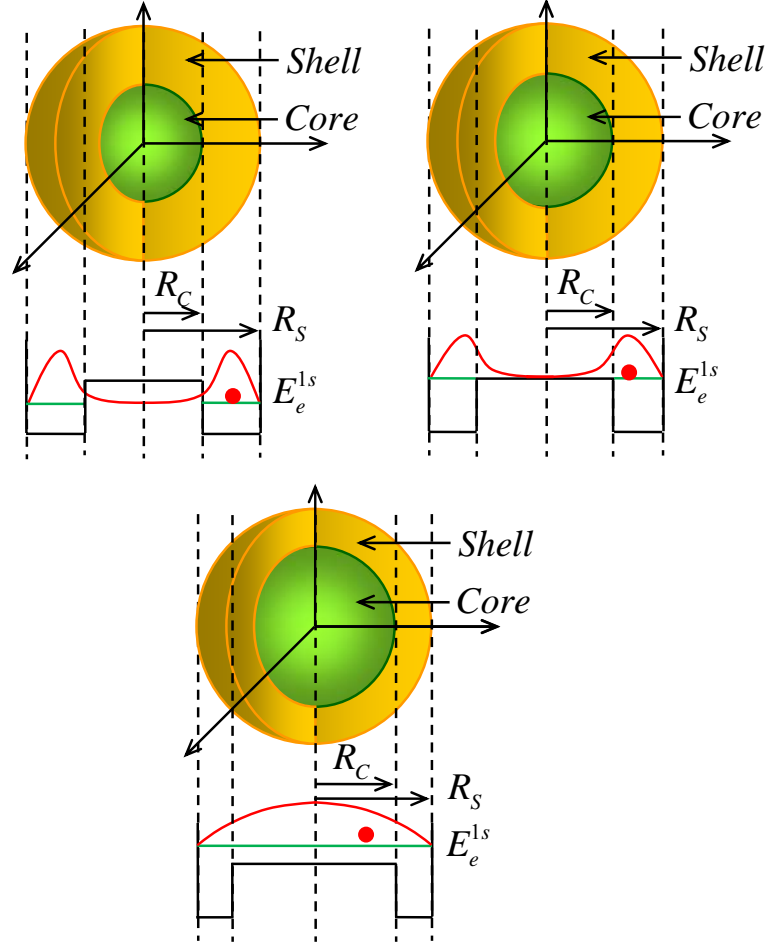 Shell
Core
R_C
R_S
E_e^{1s}
Shell
Core
R_C
R_S
E_e^{1s}
Shell
Core
R_C
R_S
E_e^{1s}